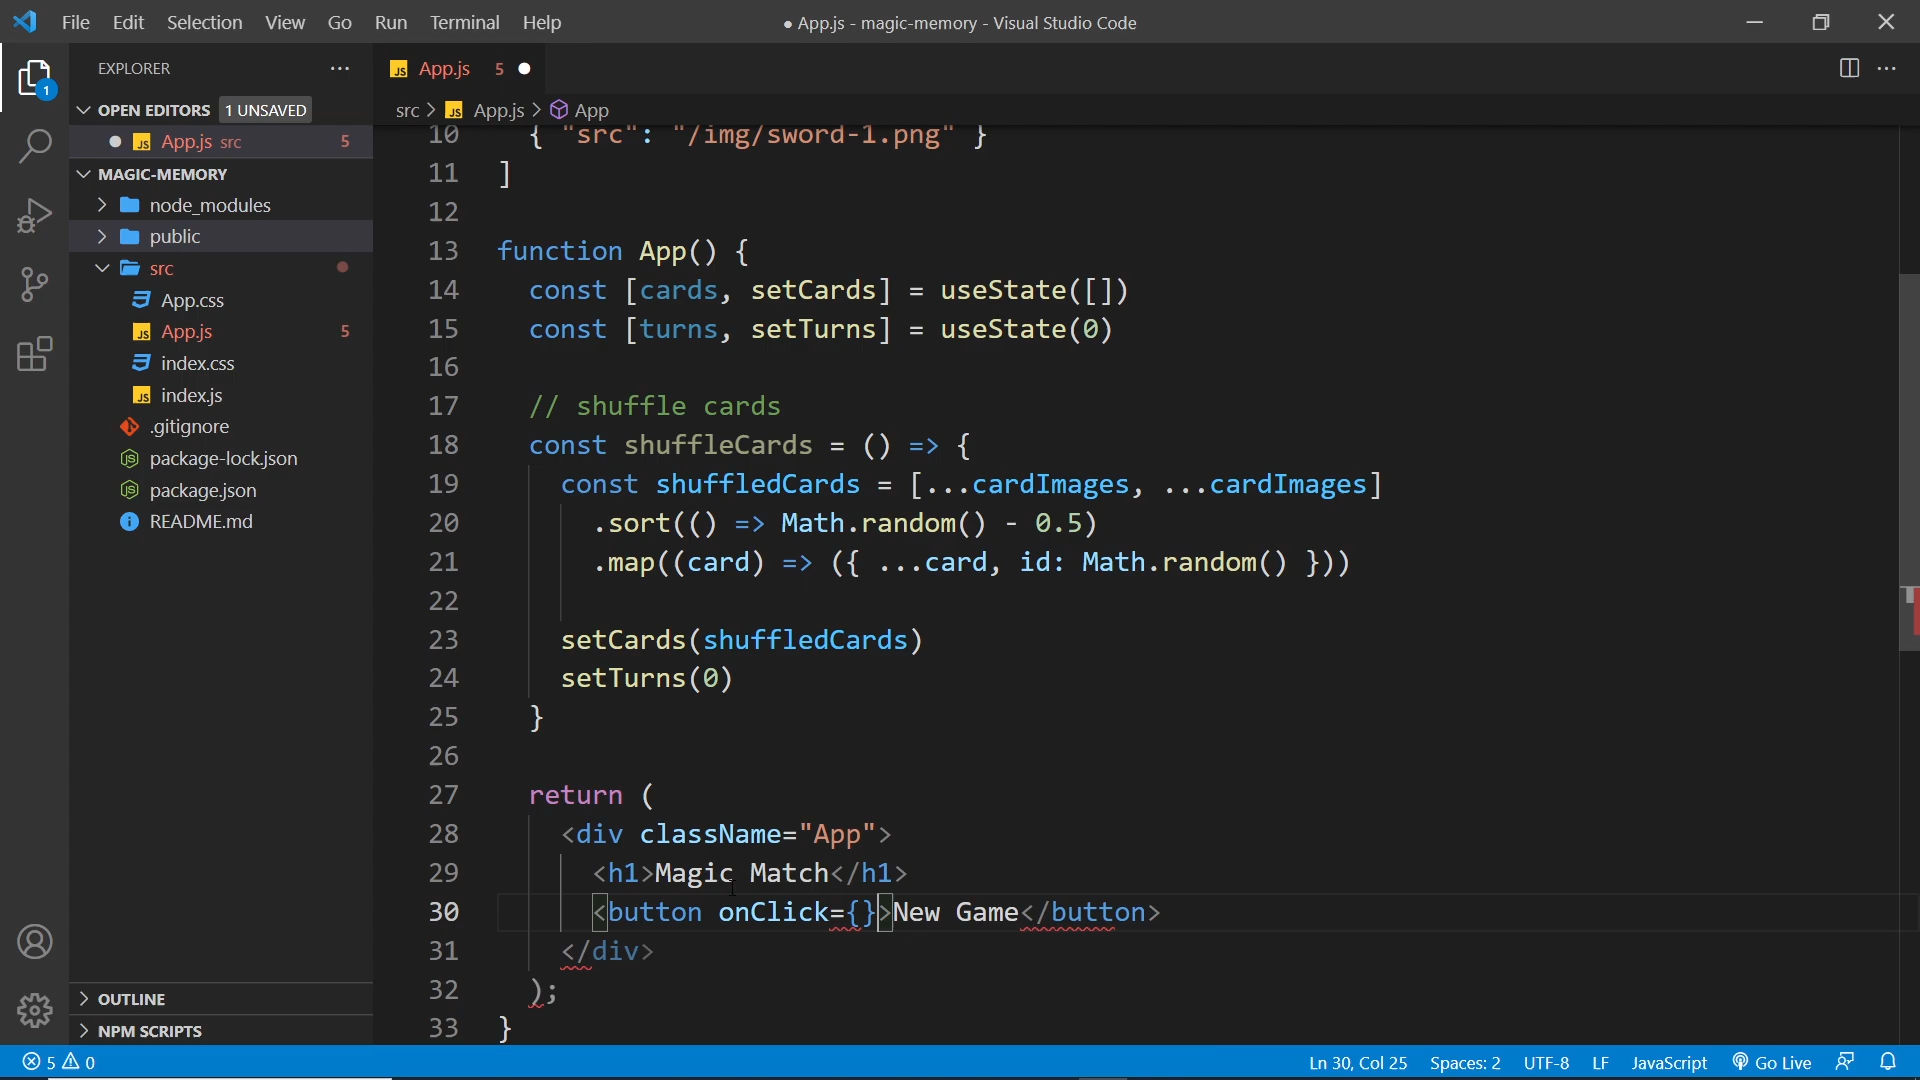 File Edit Selection View Go Run Terminal Help
● App.js - magic-memory - Visual Studio Code
EXPLORER
OPEN EDITORS 1 UNSAVED
App.js src 5
MAGIC-MEMORY
node_modules
public
src
App.css
App.js 5
index.css
index.js
.gitignore
package-lock.json
package.json
README.md
OUTLINE
NPM SCRIPTS
1
App.js 5
src > App.js > App
10 { "src": "/img/sword-1.png" }
11 ]
12
13 function App() {
14 const [cards, setCards] = useState([])
15 const [turns, setTurns] = useState(0)
16
17 // shuffle cards
18 const shuffleCards = () => {
19 const shuffledCards = [...cardImages, ...cardImages]
20 .sort(() => Math.random() - 0.5)
21 .map((card) => ({ ...card, id: Math.random() }))
22
23 setCards(shuffledCards)
24 setTurns(0)
25 }
26
27 return (
28 <div className="App">
29 <h1>Magic Match</h1>
30 <button onClick={}>New Game</button>
31 </div>
32 );
33 }
5 0
Ln 30, Col 25 Spaces: 2 UTF-8 LF JavaScript Go Live